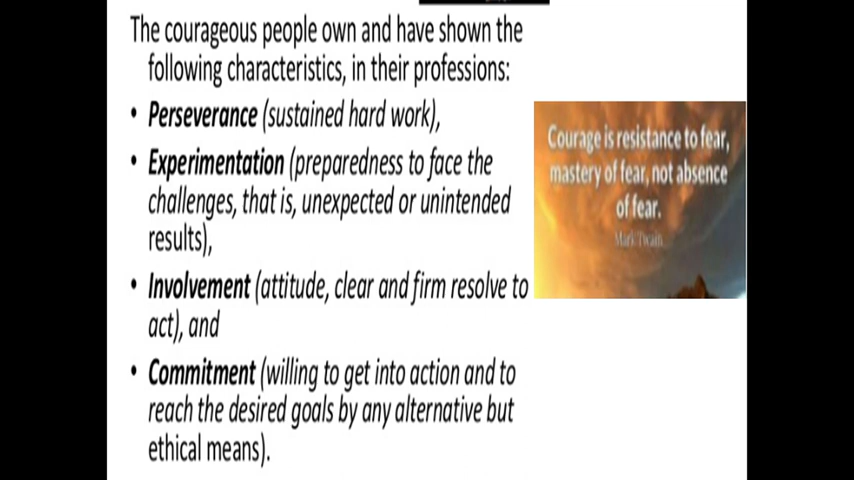 The courageous people own and have shown the
following characteristics, in their professions:
• Perseverance (sustained hard work),
• Experimentation (preparedness to face the
challenges, that is, unexpected or unintended
results),
• Involvement (attitude, clear and firm resolve to
act), and
• Commitment (willing to get into action and to
reach the desired goals by any alternative but
ethical means).
Courage is resistance to fear,
mastery of fear, not absence
of fear.
Mark Twain